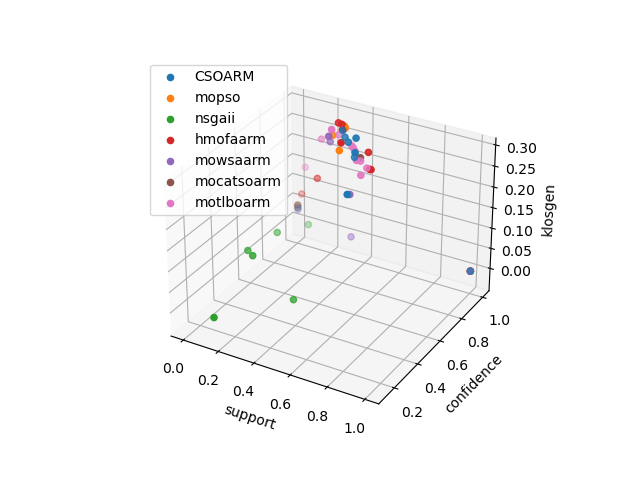 CSOARM
mopso
nsgaii
hmofaarm
mowsaarm
mocatsoarm
motlboarm
0.30
0.25
0.20
0.15
0.10
0.05
0.00
klosgen
1.0
0.8
0.6
0.4
0.2
confidence
0.0
0.2
0.4
0.6
0.8
1.0
support